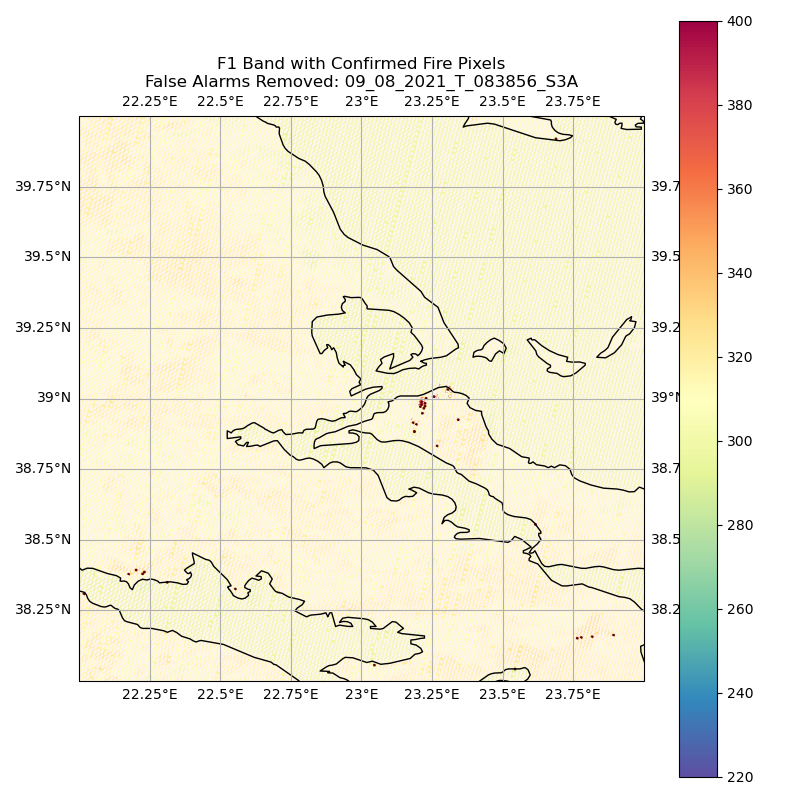 F1 Band with Confirmed Fire Pixels
False Alarms Removed: 09_08_2021_T_083856_S3A
22.25°E 22.5°E 22.75°E 23°E 23.25°E 23.5°E 23.75°E
39.75°N 39.7
39.5°N 39.5
39.25°N 39.2
39°N 39°N
38.75°N 38.7
38.5°N 38.5
38.25°N 38.2
22.25°E 22.5°E 22.75°E 23°E 23.25°E 23.5°E 23.75°E
400
380
360
340
320
300
280
260
240
220